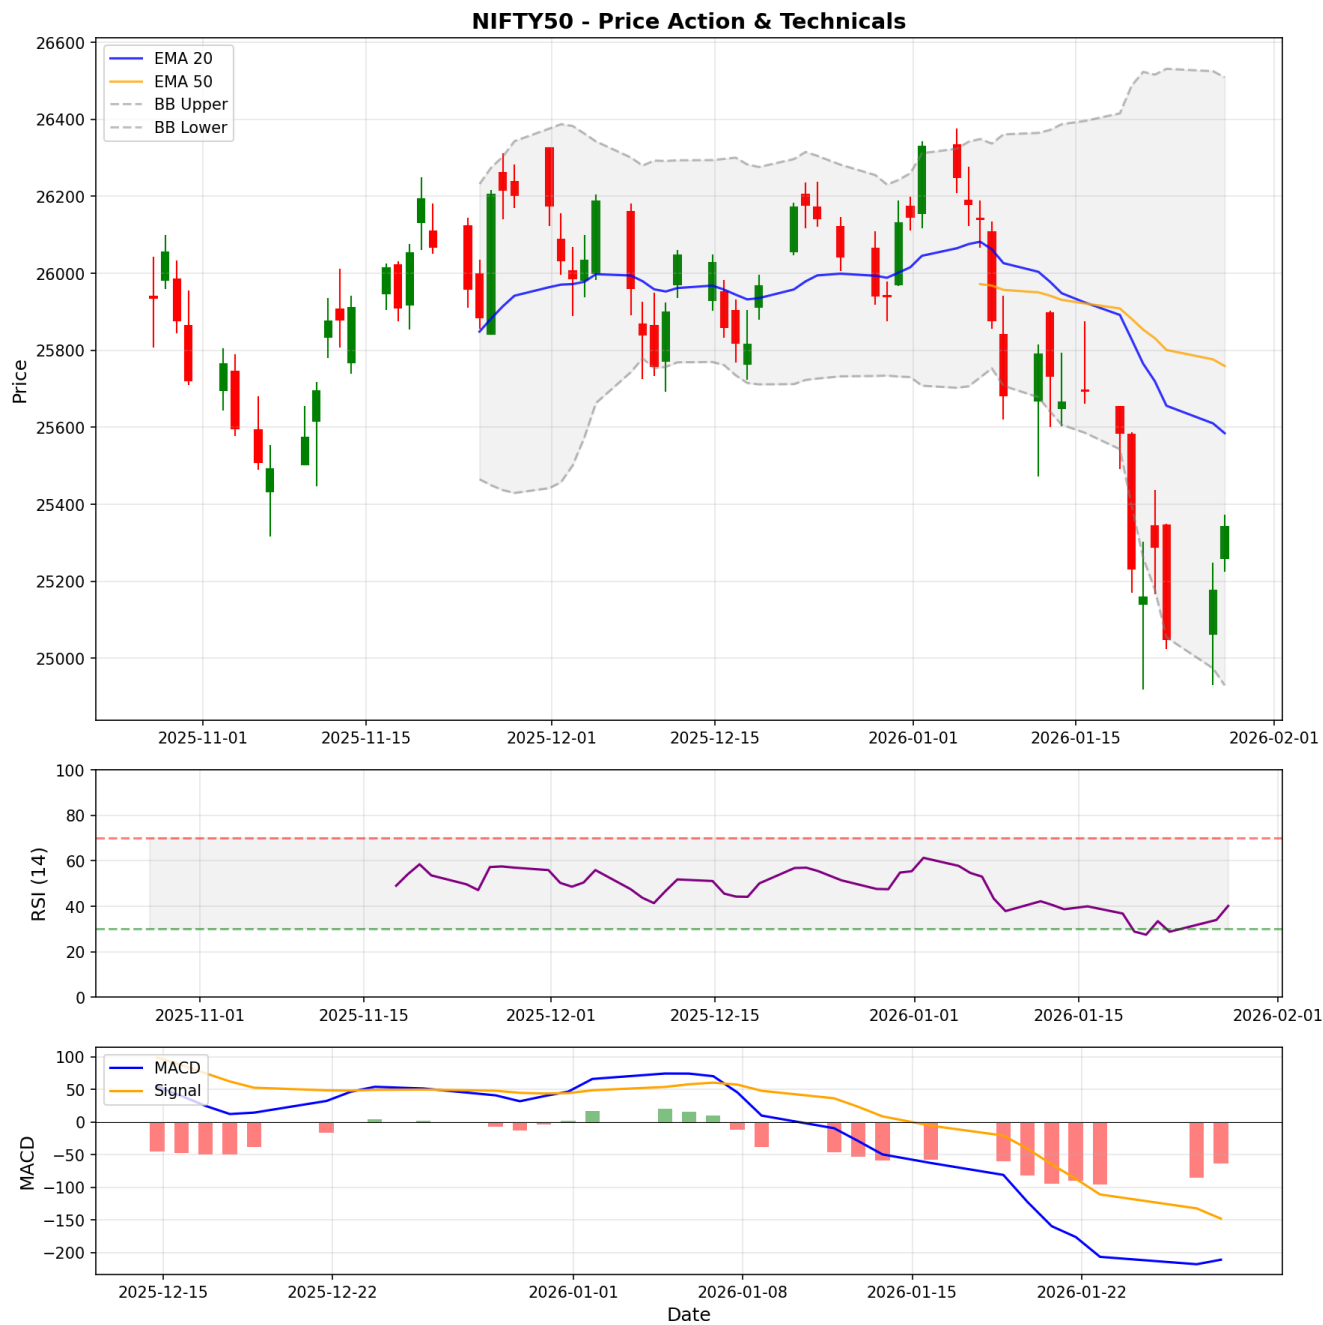 NIFTY50 - Price Action & Technicals
EMA 20
EMA 50
BB Upper
BB Lower
Price
26600
26400
26200
26000
25800
25600
25400
25200
25000
2025-11-01 2025-11-15 2025-12-01 2025-12-15 2026-01-01 2026-01-15 2026-02-01
RSI (14)
100
80
60
40
20
0
2025-11-01 2025-11-15 2025-12-01 2025-12-15 2026-01-01 2026-01-15 2026-02-01
MACD
Signal
MACD
100
50
0
−50
−100
−150
−200
2025-12-15 2025-12-22 2026-01-01 2026-01-08 2026-01-15 2026-01-22
Date